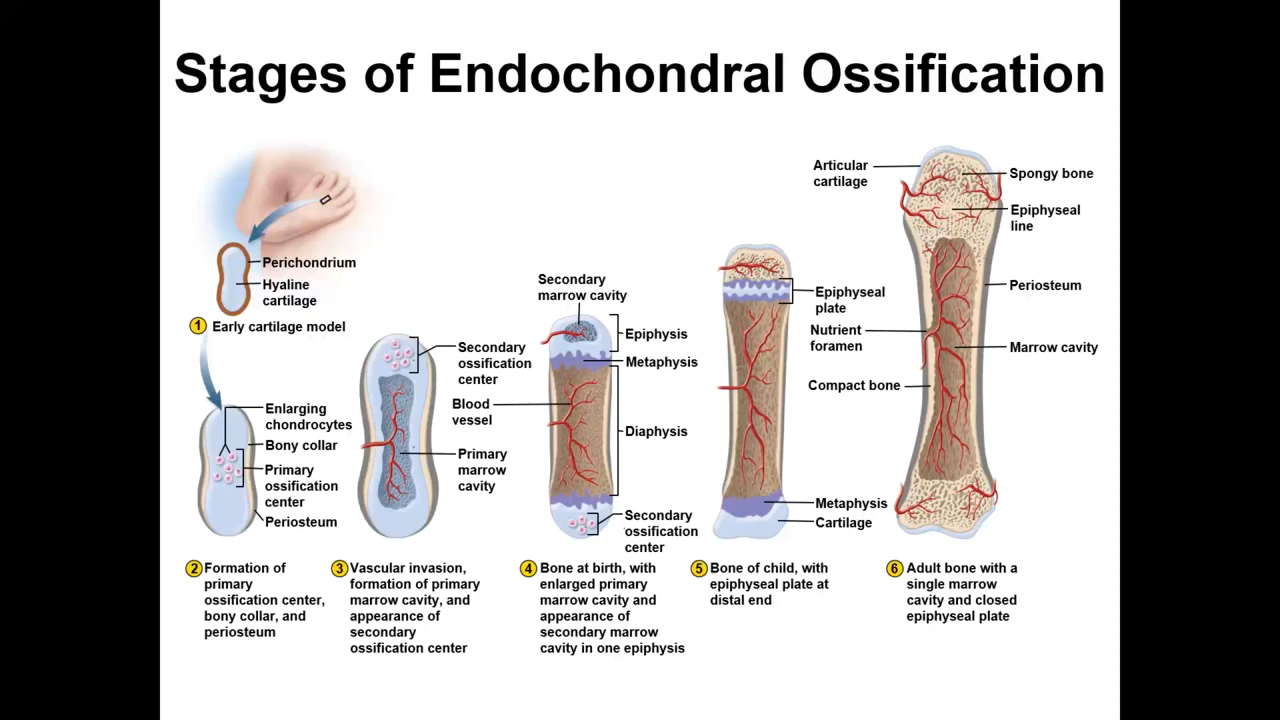 Stages of Endochondral Ossification
Perichondrium
Hyaline
cartilage
1 Early cartilage model
Enlarging
chondrocytes
Bony collar
Primary
ossification
center
Periosteum
2 Formation of
primary
ossification center,
bony collar, and
periosteum
Secondary
ossification
center
Blood
vessel
Primary
marrow
cavity
3 Vascular invasion,
formation of primary
marrow cavity, and
appearance of
secondary
ossification center
Secondary
marrow cavity
Epiphysis
Metaphysis
Diaphysis
Secondary
ossification
center
4 Bone at birth, with
enlarged primary
marrow cavity and
appearance of
secondary marrow
cavity in one epiphysis
Epiphyseal
plate
Nutrient
foramen
Compact bone
Metaphysis
Cartilage
5 Bone of child, with
epiphyseal plate at
distal end
Articular
cartilage
Spongy bone
Epiphyseal
line
Periosteum
Marrow cavity
6 Adult bone with a
single marrow
cavity and closed
epiphyseal plate